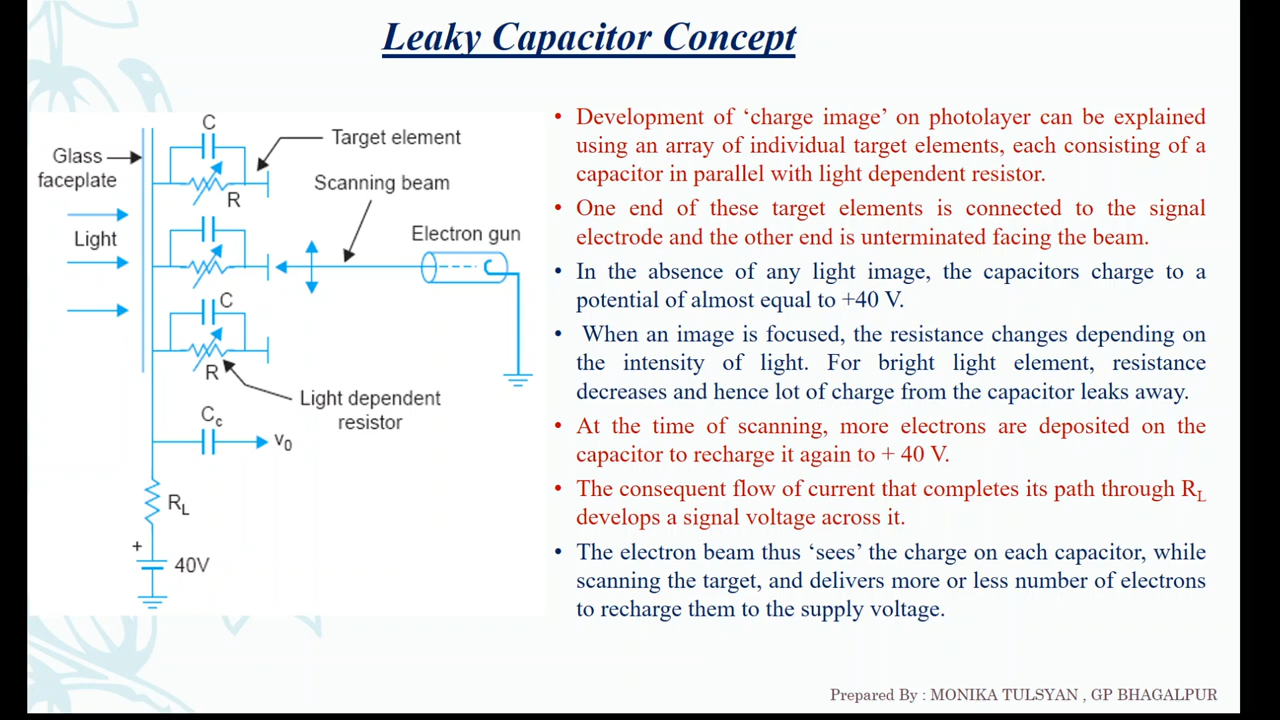 Leaky Capacitor Concept
C
Target element
Glass
faceplate
Scanning beam
R
Light
Electron gun
C
R
Light dependent
resistor
Cc
v0
RL
+
40V
• Development of ‘charge image’ on photolayer can be explained
using an array of individual target elements, each consisting of a
capacitor in parallel with light dependent resistor.
• One end of these target elements is connected to the signal
electrode and the other end is unterminated facing the beam.
• In the absence of any light image, the capacitors charge to a
potential of almost equal to +40 V.
• When an image is focused, the resistance changes depending on
the intensity of light. For bright light element, resistance
decreases and hence lot of charge from the capacitor leaks away.
• At the time of scanning, more electrons are deposited on the
capacitor to recharge it again to + 40 V.
• The consequent flow of current that completes its path through RL
develops a signal voltage across it.
• The electron beam thus ‘sees’ the charge on each capacitor, while
scanning the target, and delivers more or less number of electrons
to recharge them to the supply voltage.
Prepared By : MONIKA TULSYAN , GP BHAGALPUR